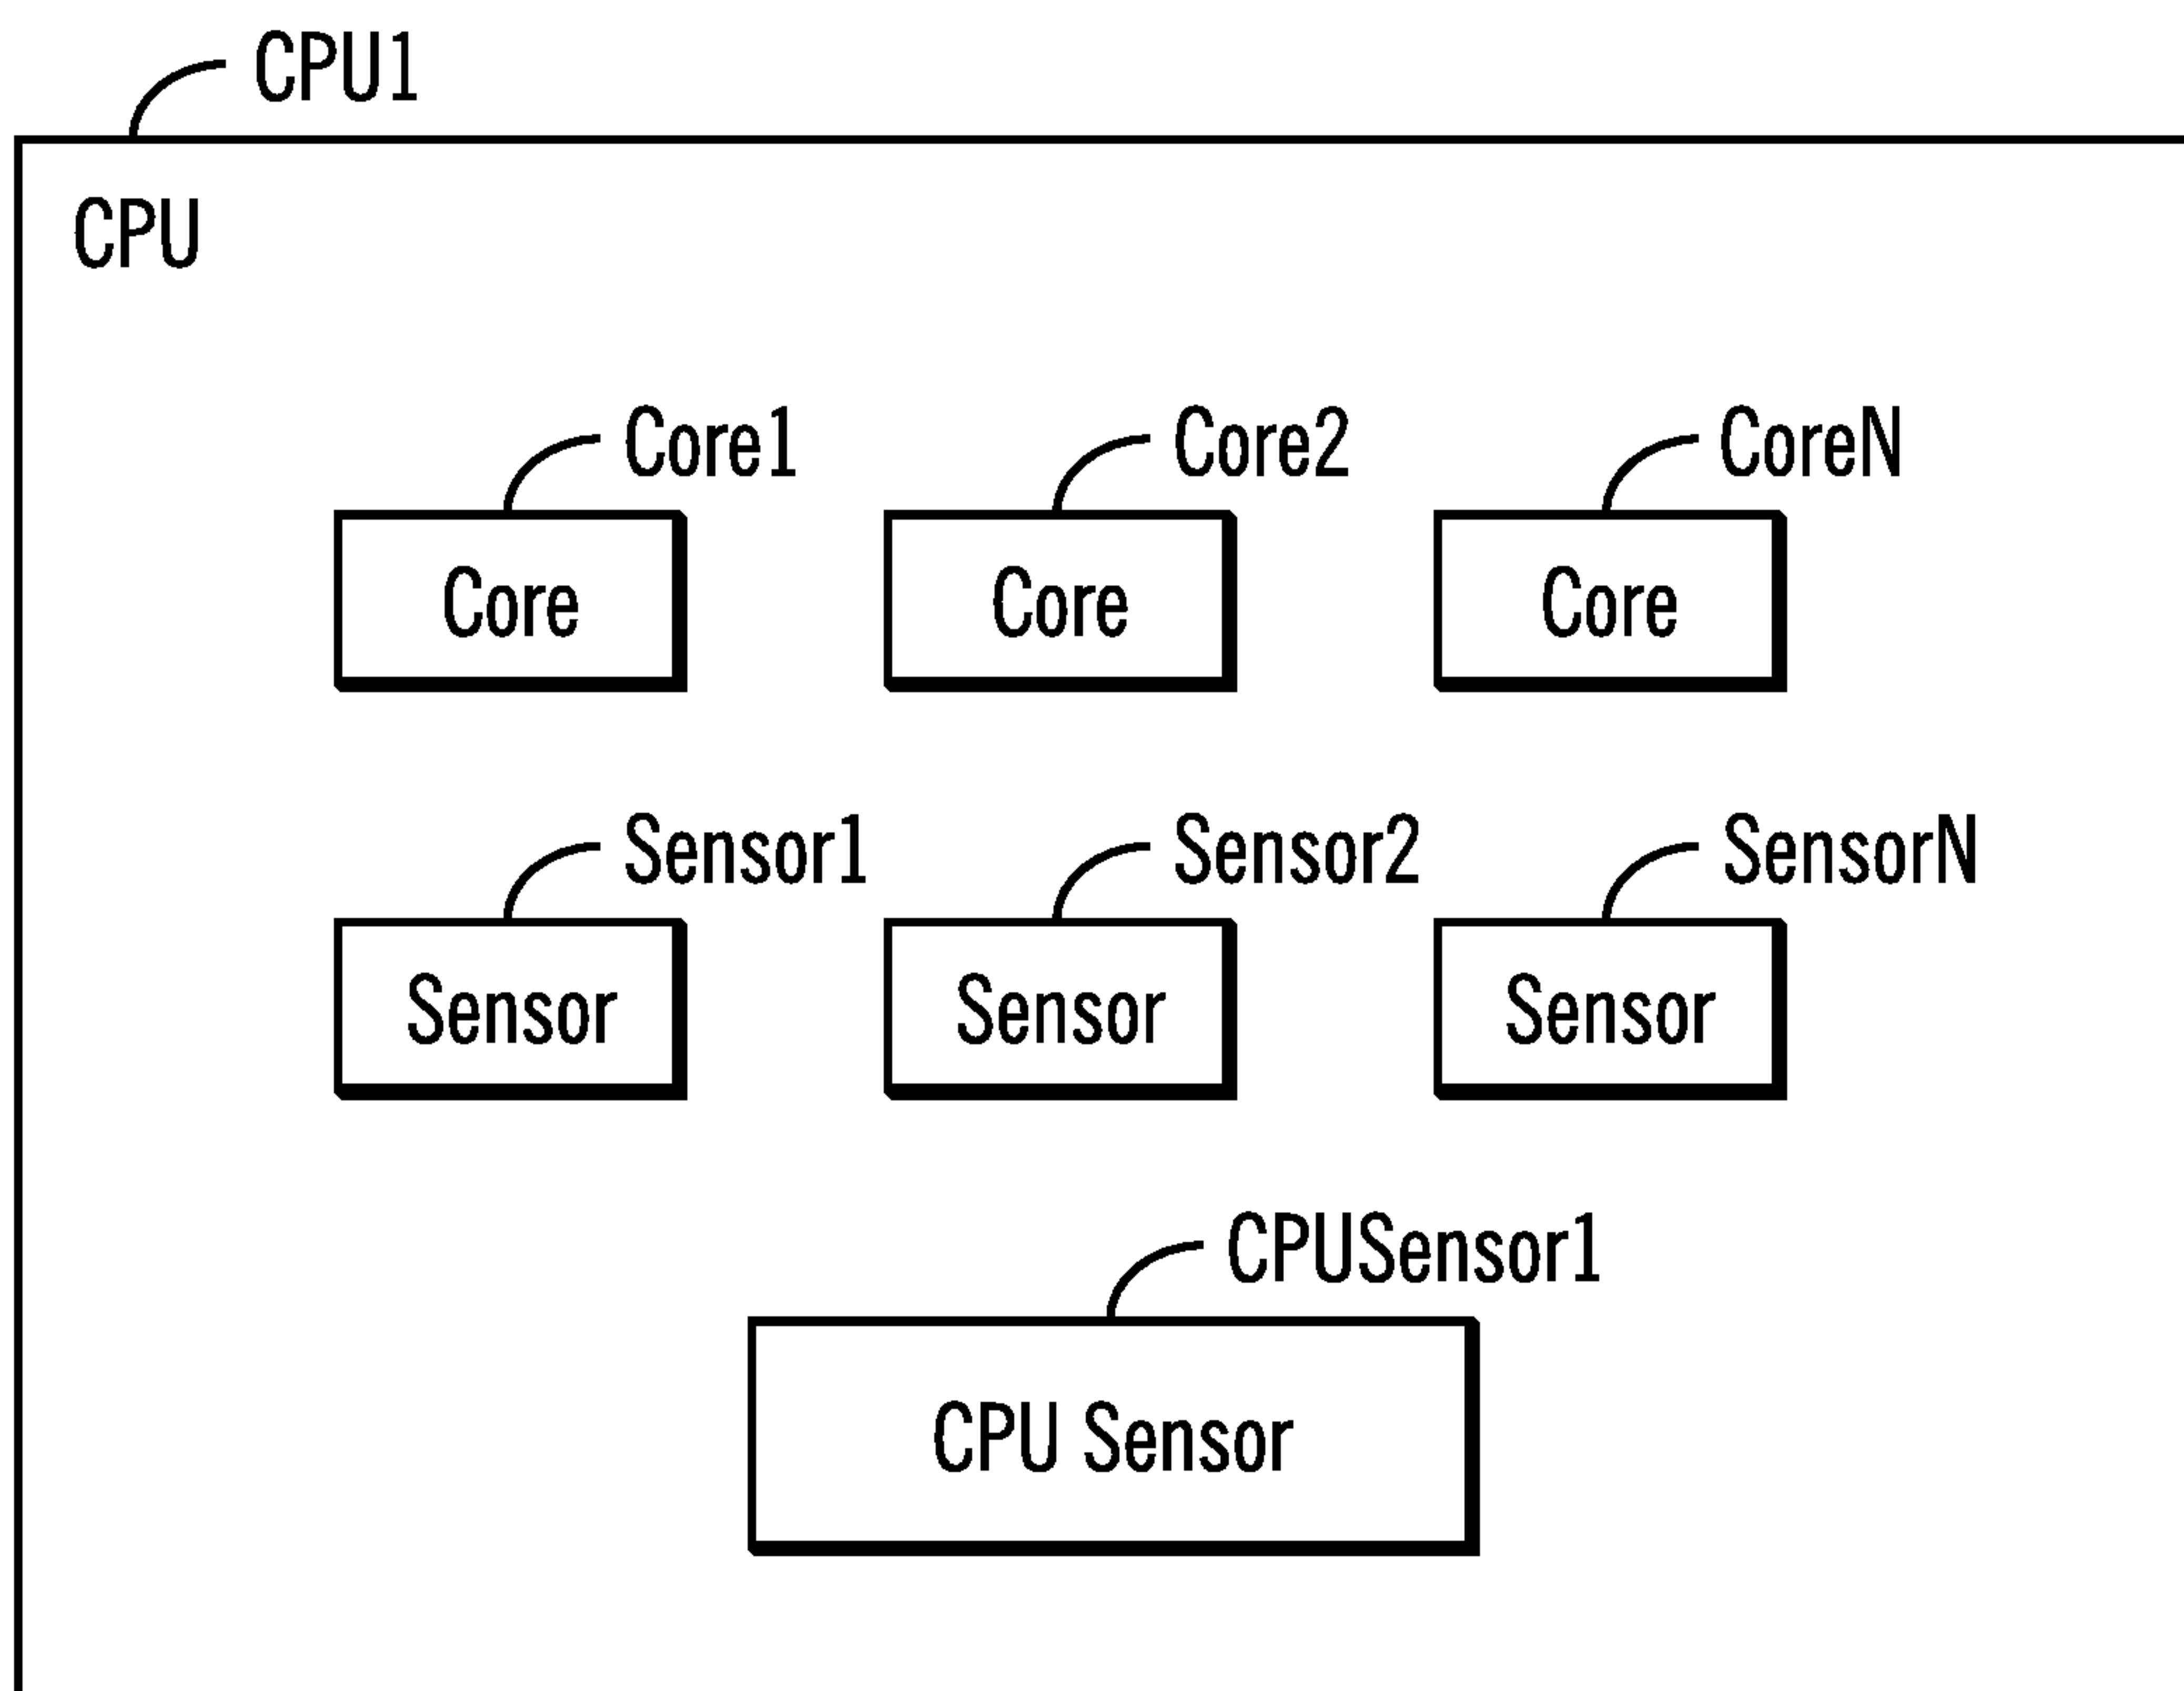 CPU1
CPU
Core1 Core2 CoreN
Core Core Core
Sensor1 Sensor2 SensorN
Sensor Sensor Sensor
CPUSensor1
CPU Sensor